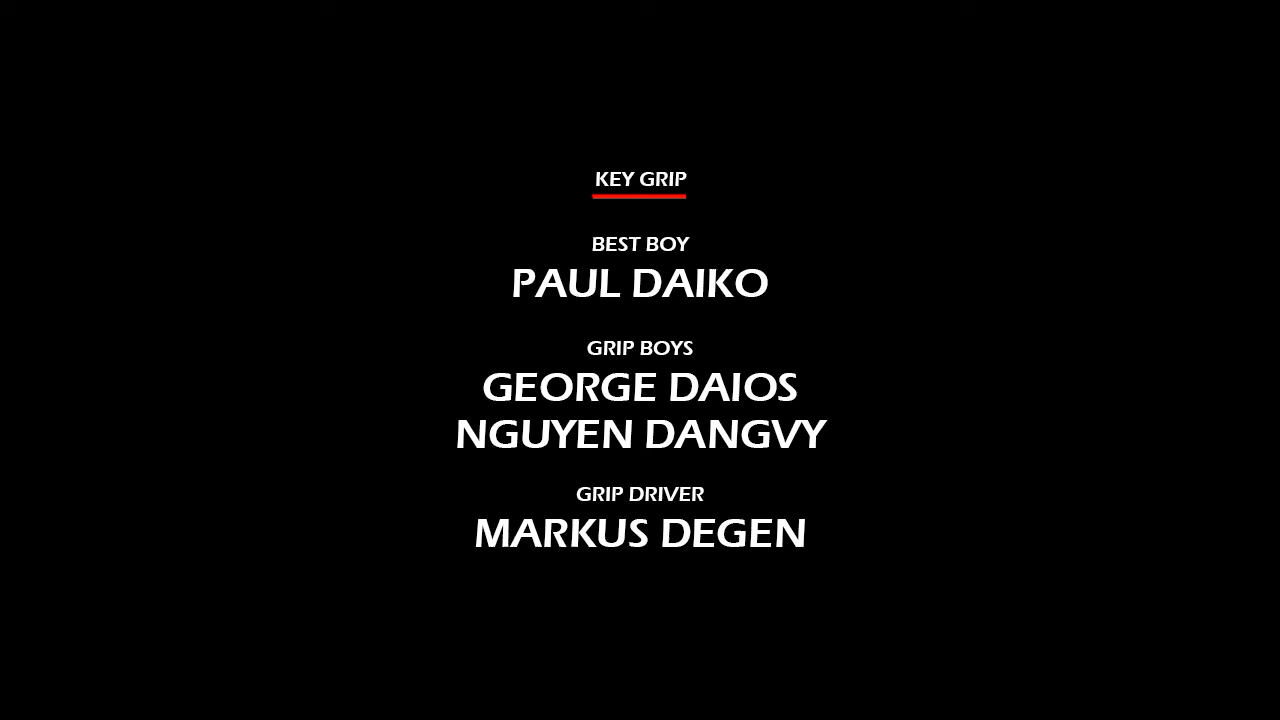 KEY GRIP
BEST BOY
PAUL DAIKO
GRIP BOYS
GEORGE DAIOS
NGUYEN DANGVY
GRIP DRIVER
MARKUS DEGEN